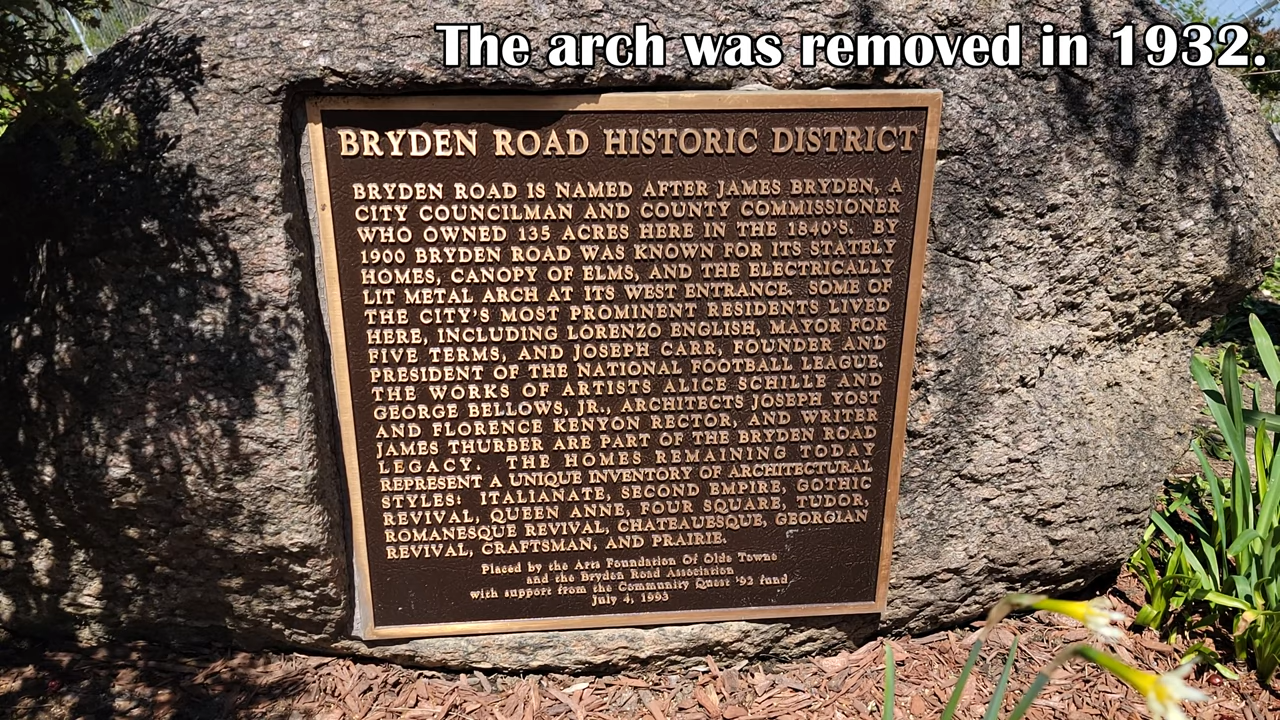 The arch was removed in 1932.
BRYDEN ROAD HISTORIC DISTRICT
BRYDEN ROAD IS NAMED AFTER JAMES BRYDEN, A
CITY COUNCILMAN AND COUNTY COMMISSIONER
WHO OWNED 135 ACRES HERE IN THE 1840'S. BY
1900 BRYDEN ROAD WAS KNOWN FOR ITS STATELY
HOMES, CANOPY OF ELMS, AND THE ELECTRICALLY
LIT METAL ARCH AT ITS WEST ENTRANCE. SOME OF
THE CITY'S MOST PROMINENT RESIDENTS LIVED
HERE, INCLUDING LORENZO ENGLISH, MAYOR FOR
FIVE TERMS, AND JOSEPH CARR, FOUNDER AND
PRESIDENT OF THE NATIONAL FOOTBALL LEAGUE.
THE WORKS OF ARTISTS ALICE SCHILLE AND
GEORGE BELLOWS, JR., ARCHITECTS JOSEPH YOST
AND FLORENCE KENYON RECTOR, AND WRITER
JAMES THURBER ARE PART OF THE BRYDEN ROAD
LEGACY. THE HOMES REMAINING TODAY
REPRESENT A UNIQUE INVENTORY OF ARCHITECTURAL
STYLES: ITALIANATE, SECOND EMPIRE, GOTHIC
REVIVAL, QUEEN ANNE, FOUR SQUARE, TUDOR,
ROMANESQUE REVIVAL, CHATEAUESQUE, GEORGIAN
REVIVAL, CRAFTSMAN, AND PRAIRIE.
Placed by the Arts Foundation Of Olde Towne
and the Bryden Road Association
with support from the Community Quest '92 fund
July 4, 1993